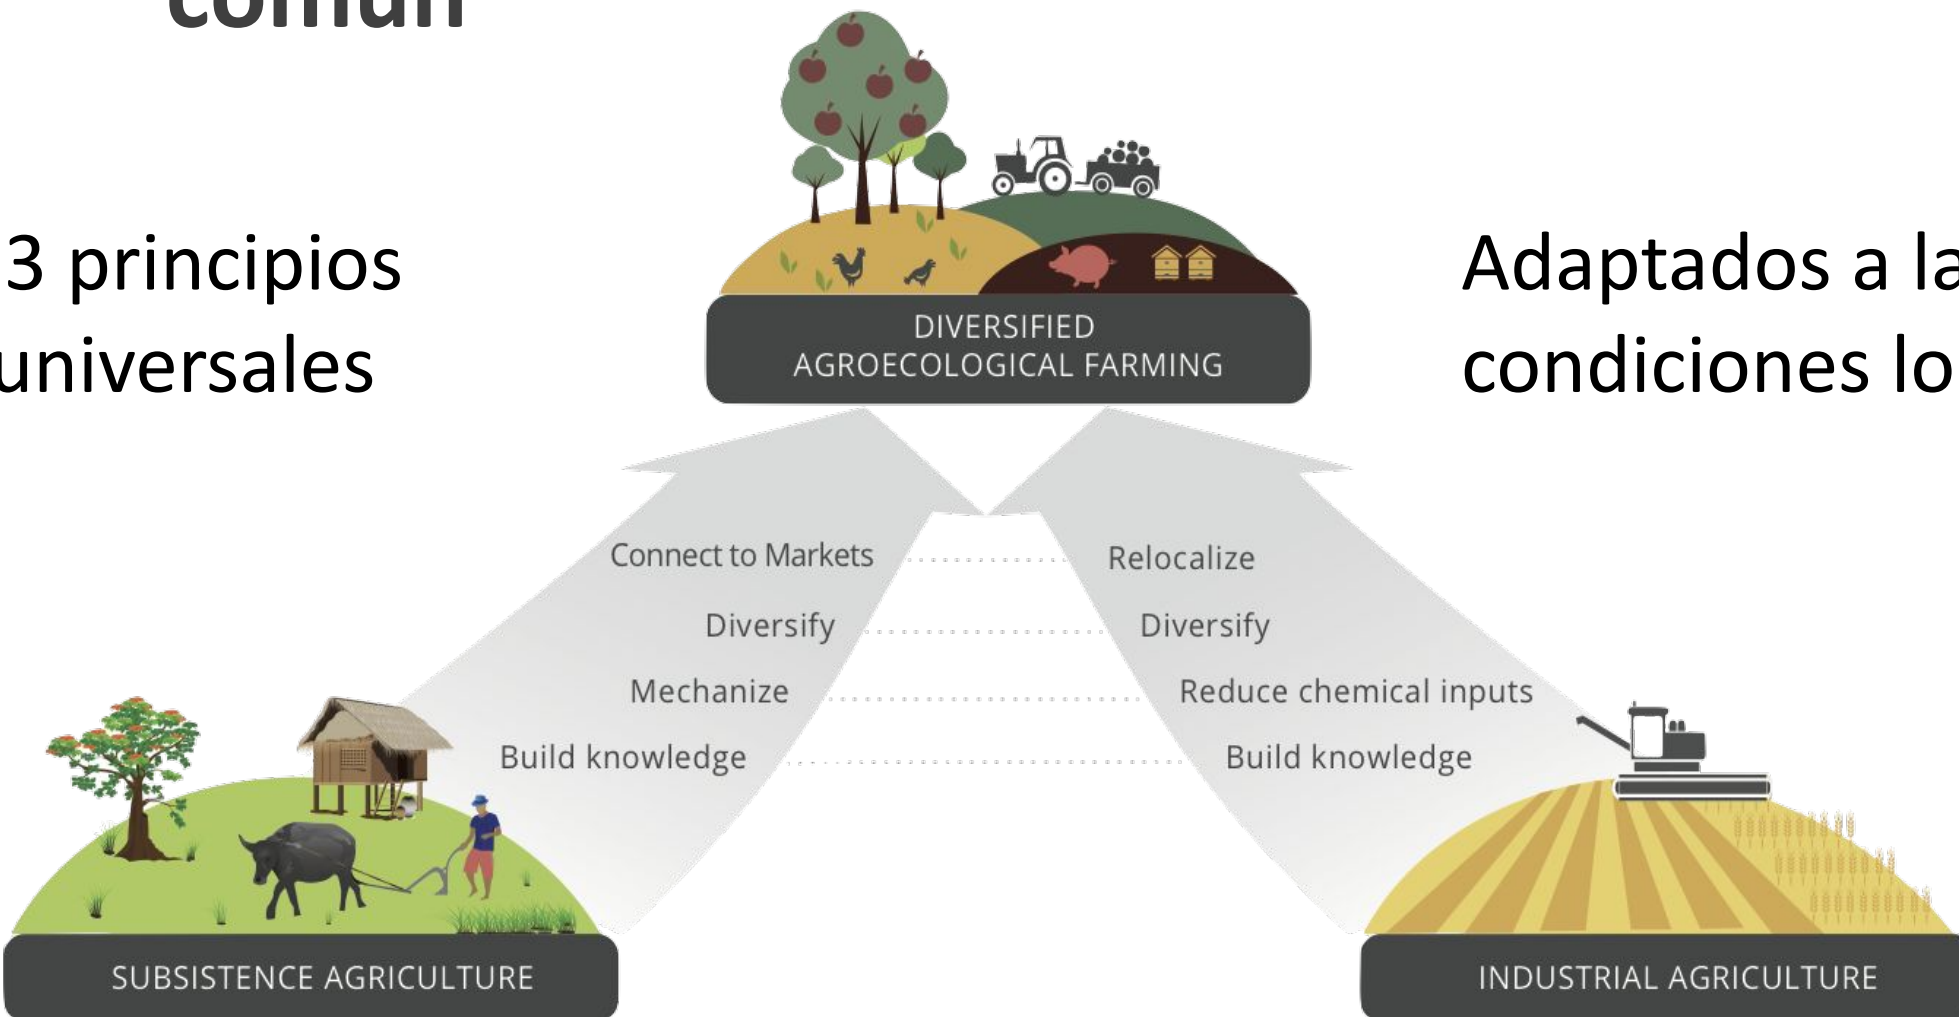 común
3 principios
universales
Adaptados a la
condiciones lo
DIVERSIFIED
AGROECOLOGICAL FARMING
Connect to Markets
Relocalize
Diversify
Diversify
Mechanize
Reduce chemical inputs
Build knowledge
Build knowledge
SUBSISTENCE AGRICULTURE
INDUSTRIAL AGRICULTURE